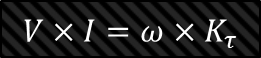 V × I = ω × K_τ